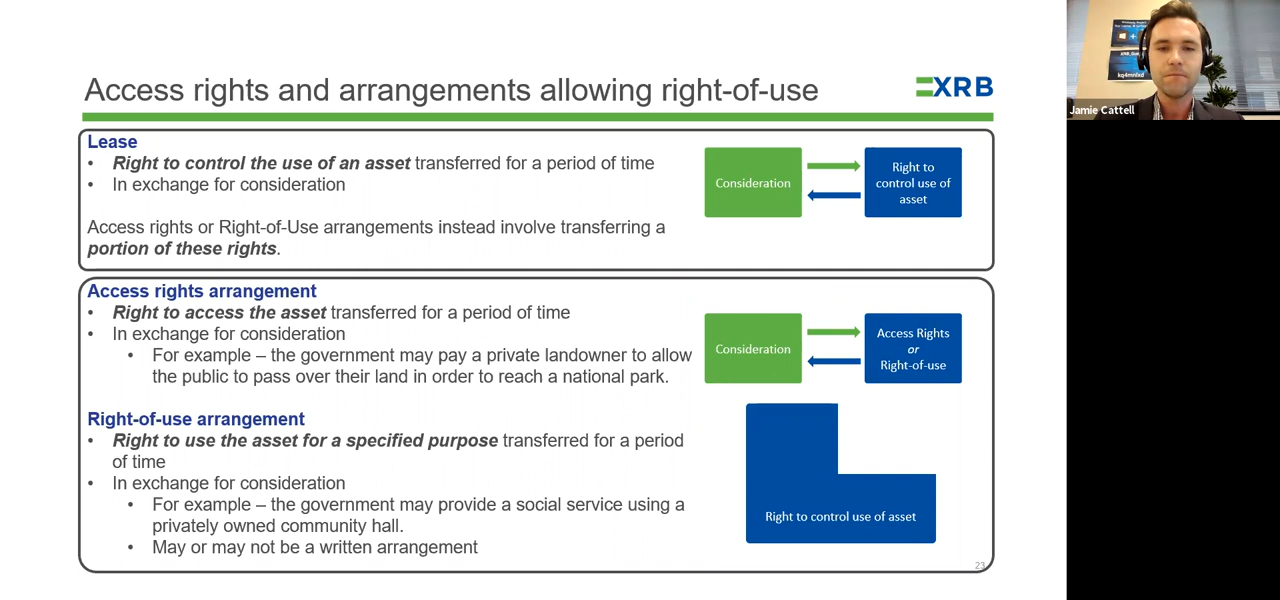 Access rights and arrangements allowing right-of-use
XRB
Lease
• Right to control the use of an asset transferred for a period of time
• In exchange for consideration
Access rights or Right-of-Use arrangements instead involve transferring a
portion of these rights.
Consideration
Right to
control use of
asset
Access rights arrangement
• Right to access the asset transferred for a period of time
• In exchange for consideration
• For example – the government may pay a private landowner to allow
the public to pass over their land in order to reach a national park.
Consideration
Access Rights
or
Right-of-use
Right-of-use arrangement
• Right to use the asset for a specified purpose transferred for a period
of time
• In exchange for consideration
• For example – the government may provide a social service using a
privately owned community hall.
• May or may not be a written arrangement
Right to control use of asset
23
Jamie Cattell